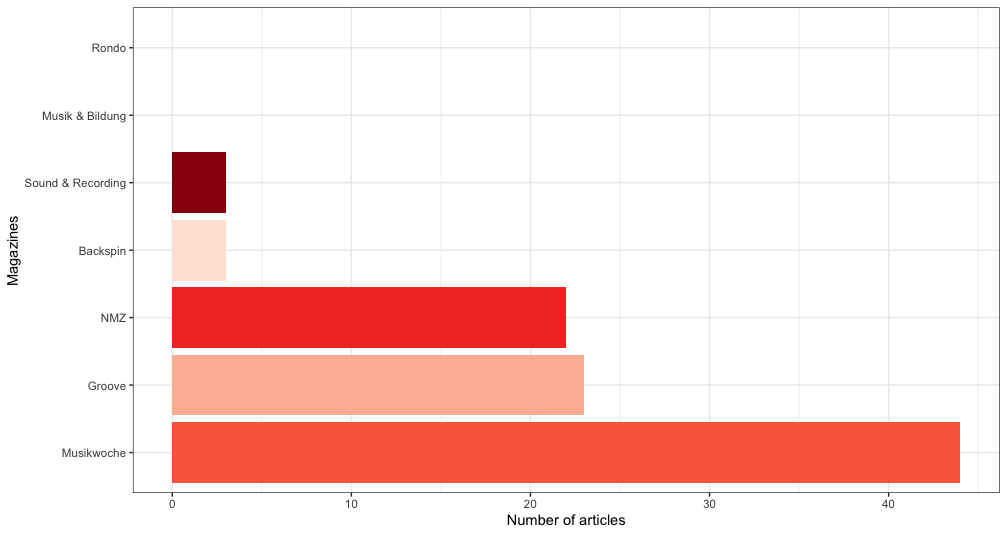 Rondo
Musik & Bildung
Sound & Recording
Backspin
NMZ
Groove
Musikwoche
Magazines
0 10 20 30 40
Number of articles